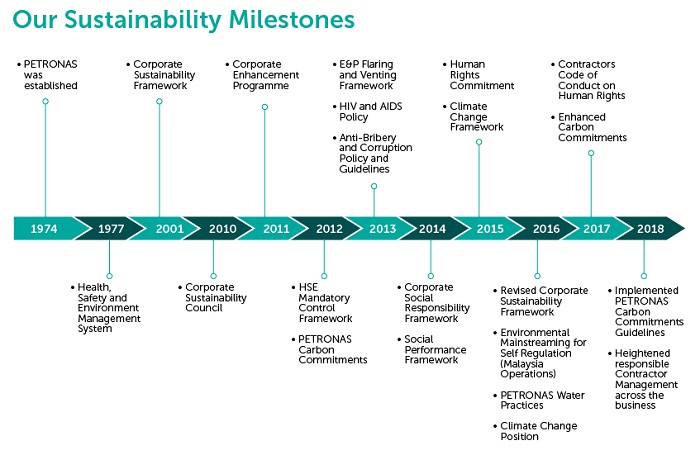 Our Sustainability Milestones
• PETRONAS
was
established
• Corporate
Sustainability
Framework
• Corporate
Enhancement
Programme
• E&P Flaring
and Venting
Framework
• HIV and AIDS
Policy
• Anti-Bribery
and Corruption
Policy and
Guidelines
• Human
Rights
Commitment
• Climate
Change
Framework
• Contractors
Code of
Conduct on
Human Rights
• Enhanced
Carbon
Commitments
1974 1977 2001 2010 2011 2012 2013 2014 2015 2016 2017 2018
• Health,
Safety and
Environment
Management
System
• Corporate
Sustainability
Council
• HSE
Mandatory
Control
Framework
• PETRONAS
Carbon
Commitments
• Corporate
Social
Responsibility
Framework
• Social
Performance
Framework
• Revised Corporate
Sustainability
Framework
• Environmental
Mainstreaming for
Self Regulation
(Malaysia
Operations)
• PETRONAS Water
Practices
• Climate Change
Position
• Implemented
PETRONAS
Carbon
Commitments
Guidelines
• Heightened
responsible
Contractor
Management
across the
business